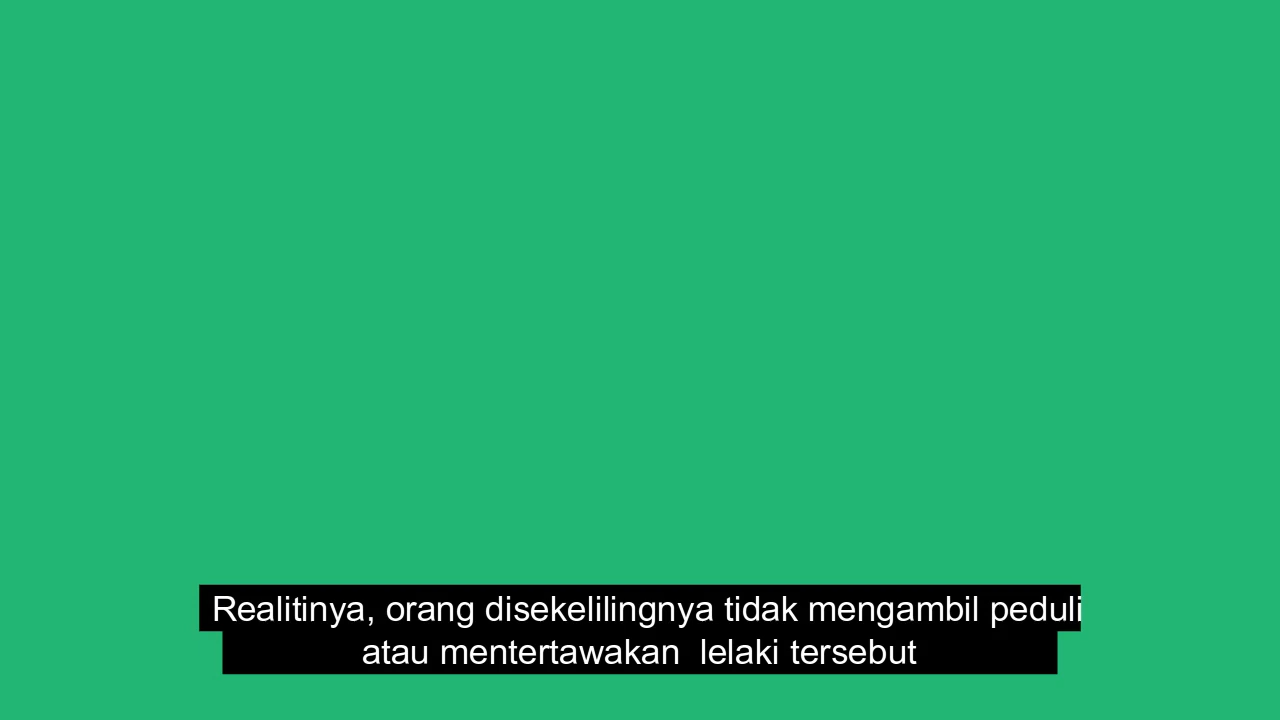 Realitinya, orang disekelilingnya tidak mengambil peduli
atau mentertawakan  lelaki tersebut